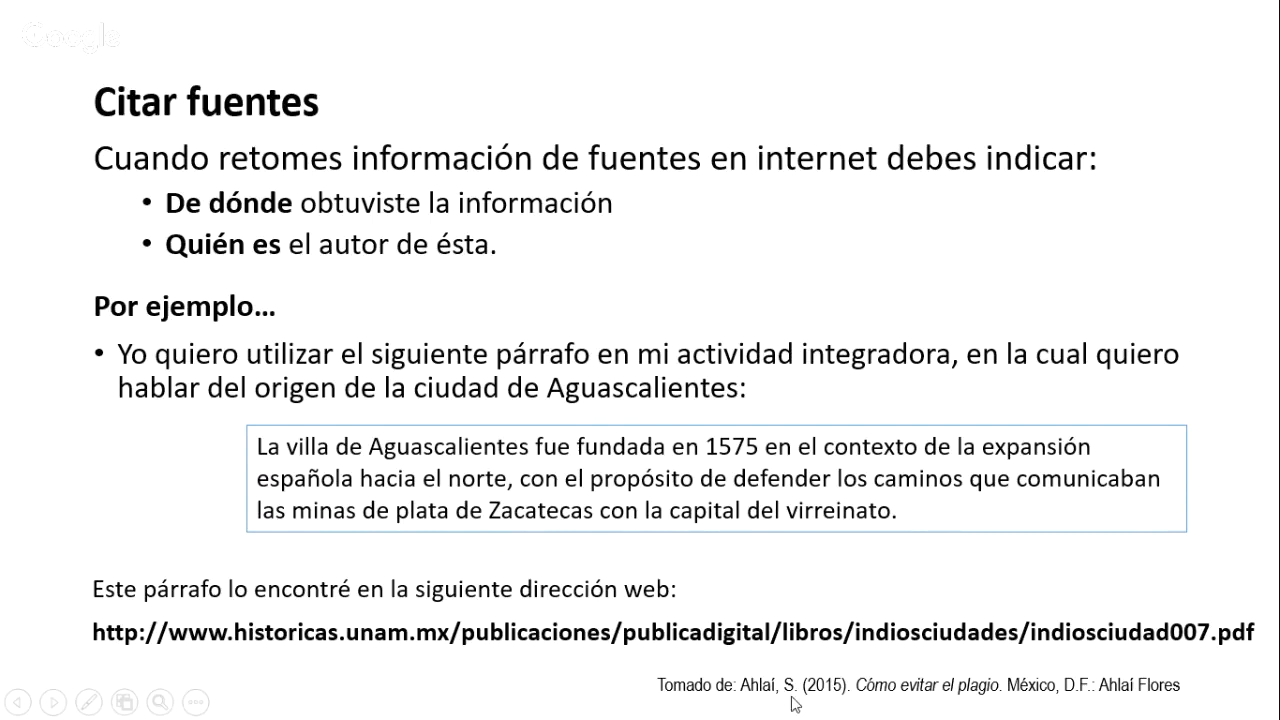 Google
Citar fuentes
Cuando retomes información de fuentes en internet debes indicar:
• De dónde obtuviste la información
• Quién es el autor de ésta.
Por ejemplo...
• Yo quiero utilizar el siguiente párrafo en mi actividad integradora, en la cual quiero
hablar del origen de la ciudad de Aguascalientes:
La villa de Aguascalientes fue fundada en 1575 en el contexto de la expansión
española hacia el norte, con el propósito de defender los caminos que comunicaban
las minas de plata de Zacatecas con la capital del virreinato.
Este párrafo lo encontré en la siguiente dirección web:
http://www.historicas.unam.mx/publicaciones/publicadigital/libros/indiosciudades/indiosciudad007.pdf
Tomado de: Ahlaí, S. (2015). Cómo evitar el plagio. México, D.F.: Ahlaí Flores